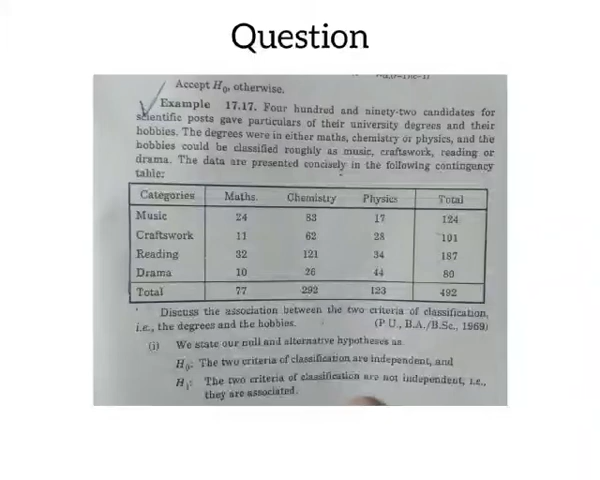 Question
Accept H₀, otherwise.
Example 17.17. Four hundred and ninety-two candidates for
scientific posts gave particulars of their university degrees and their
hobbies. The degrees were in either maths, chemistry or physics, and the
hobbies could be classified roughly as music, craftswork, reading or
drama. The data are presented concisely in the following contingency
table:
Categories Maths. Chemistry Physics Total
Music 24 83 17 124
Craftswork 11 62 28 101
Reading 32 121 34 187
Drama 10 26 44 80
Total 77 292 123 492
Discuss the association between the two criteria of classification,
i.e., the degrees and the hobbies. (P.U., B.A./B.Sc., 1969)
(i) We state our null and alternative hypotheses as
H₀: The two criteria of classification are independent, and
H₁: The two criteria of classification are not independent, i.e.,
they are associated.